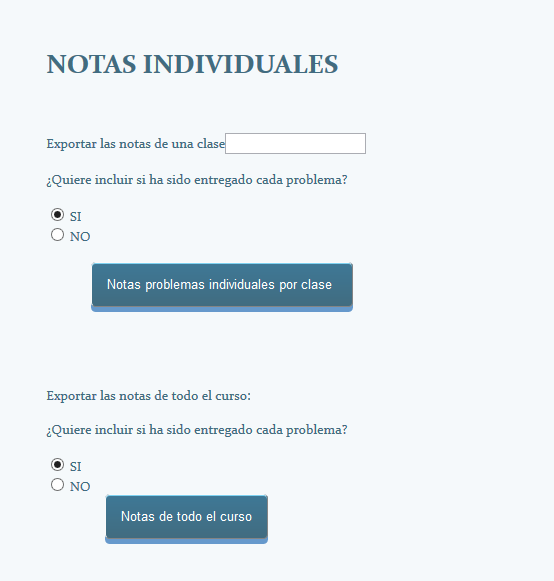 NOTAS INDIVIDUALES
Exportar las notas de una clase
¿Quiere incluir si ha sido entregado cada problema?
SI
NO
Notas problemas individuales por clase
Exportar las notas de todo el curso:
¿Quiere incluir si ha sido entregado cada problema?
SI
NO
Notas de todo el curso